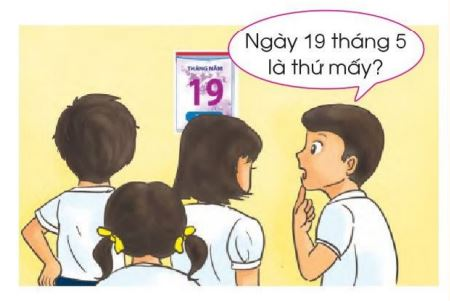 Ngày 19 tháng 5
là thứ mấy?
THÁNG NĂM
19